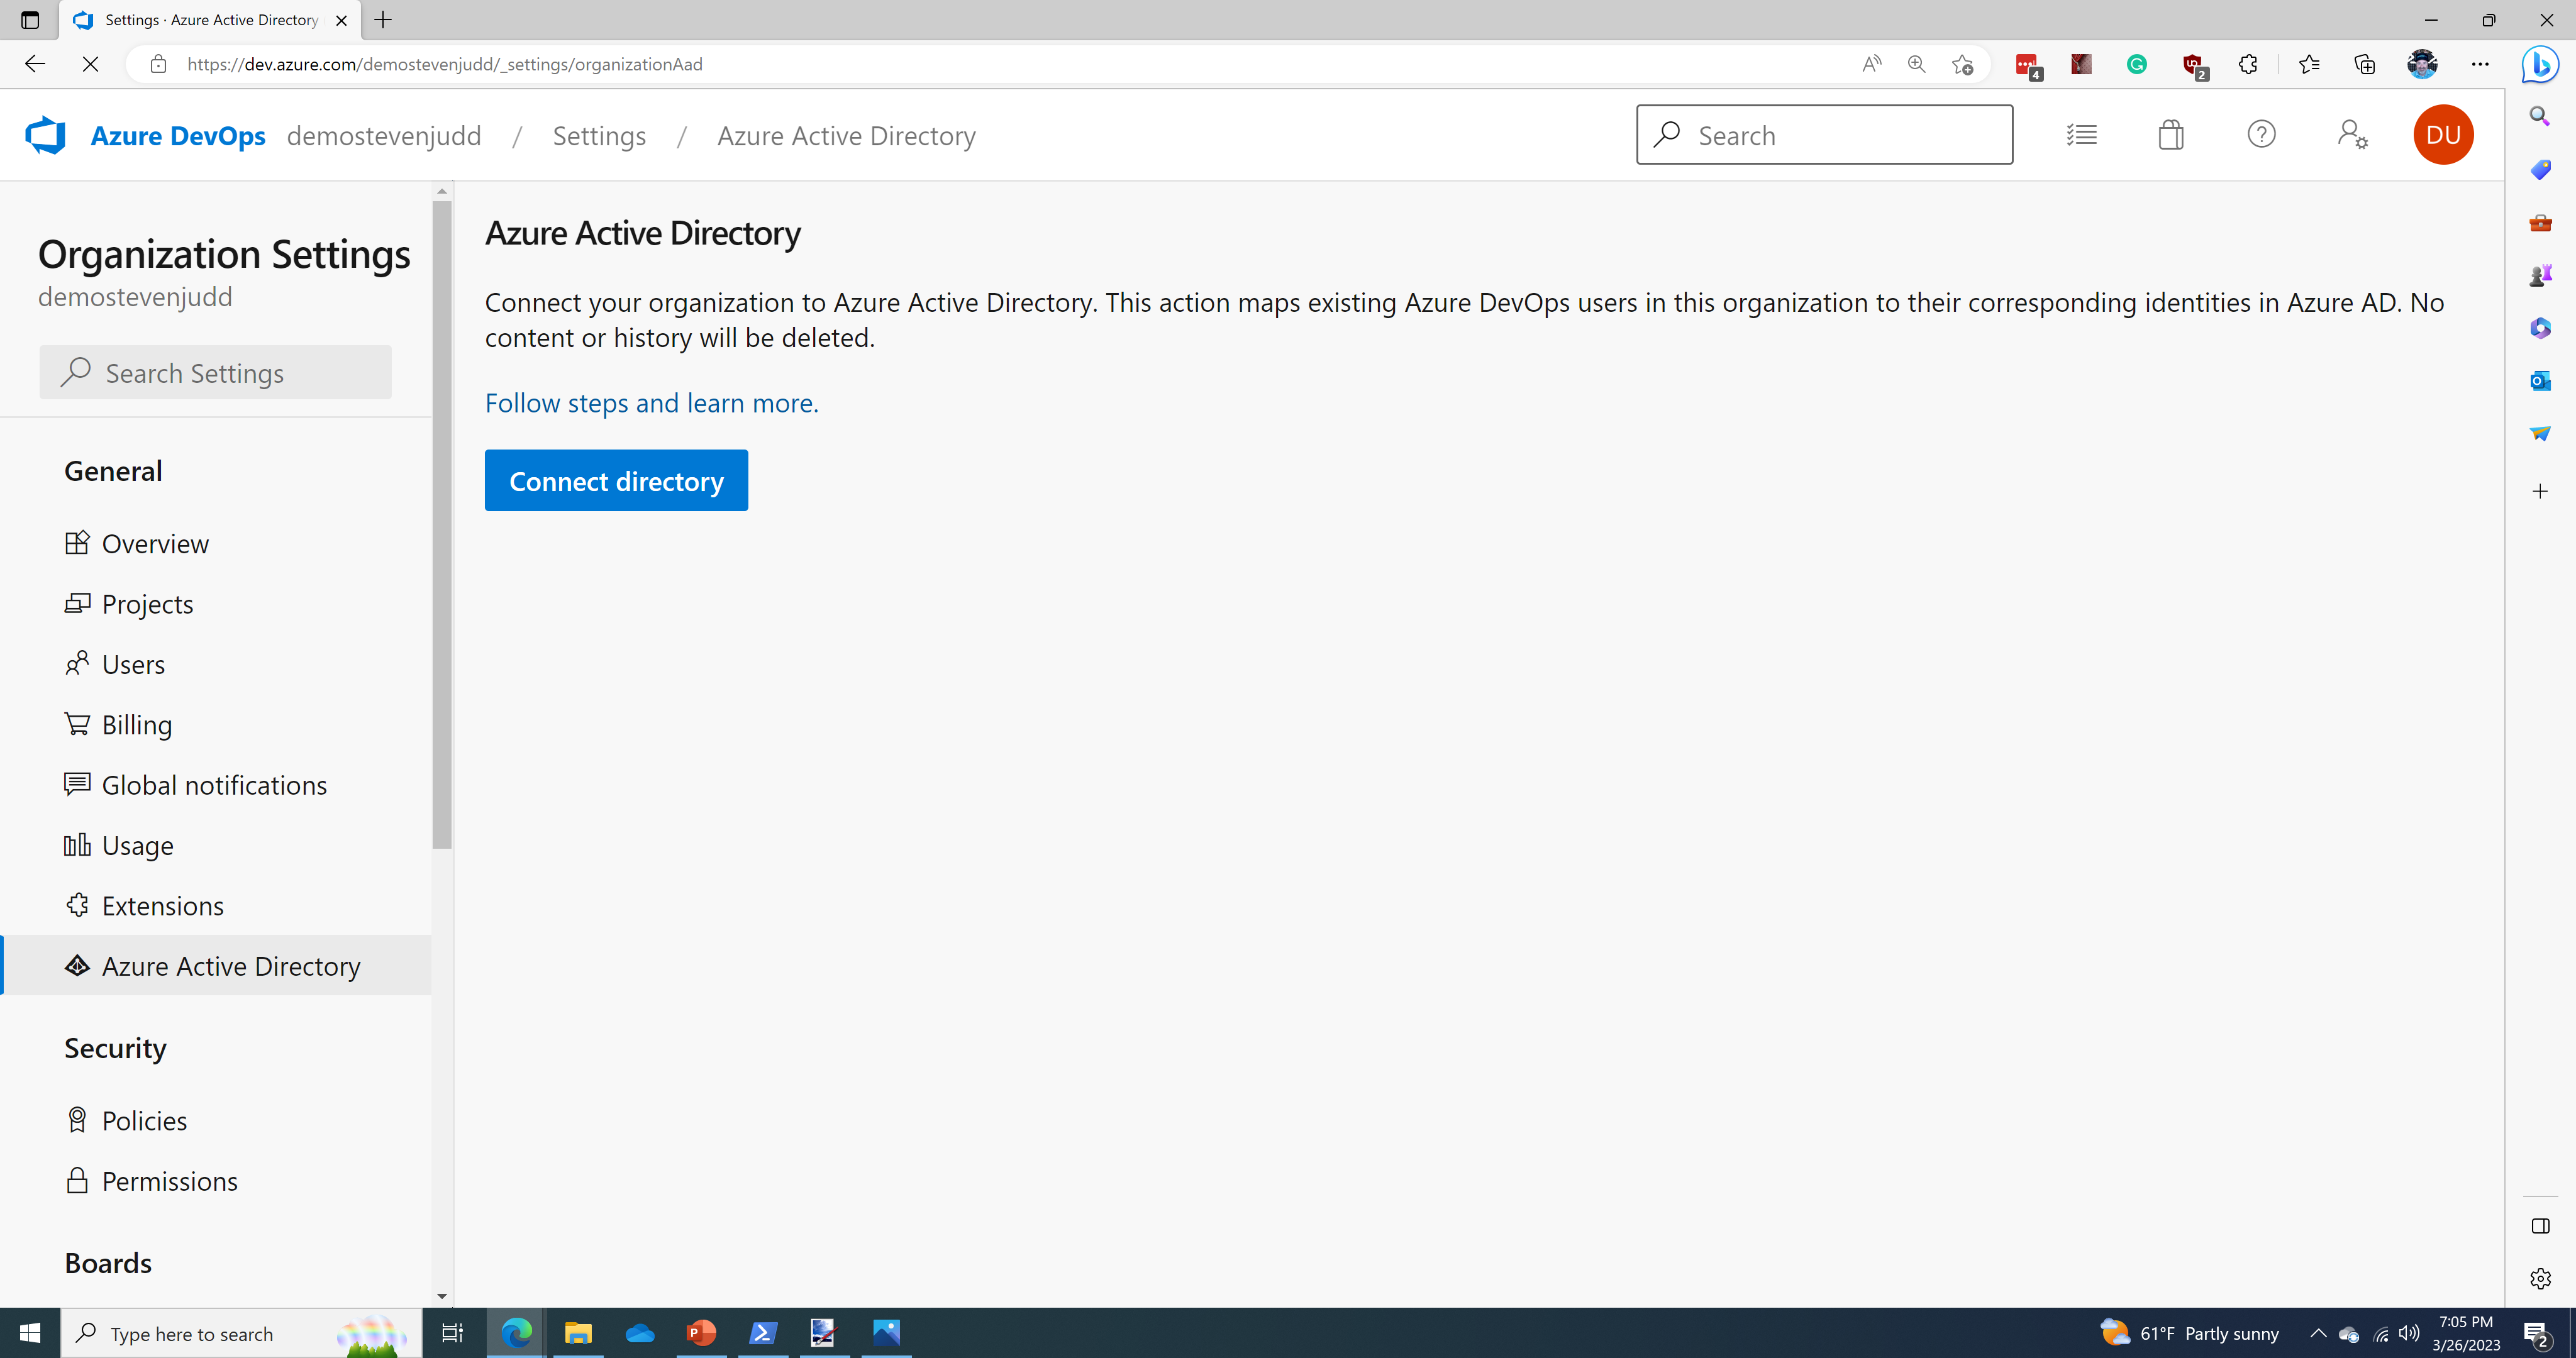 Settings · Azure Active Directory
https://dev.azure.com/demostevenjudd/_settings/organizationAad
4
2
Azure DevOps demostevenjudd / Settings / Azure Active Directory
Search
DU
Organization Settings
demostevenjudd
Search Settings
General
Overview
Projects
Users
Billing
Global notifications
Usage
Extensions
Azure Active Directory
Security
Policies
Permissions
Boards
Azure Active Directory
Connect your organization to Azure Active Directory. This action maps existing Azure DevOps users in this organization to their corresponding identities in Azure AD. No
content or history will be deleted.
Follow steps and learn more.
Connect directory
Type here to search
61°F Partly sunny
7:05 PM
3/26/2023
2